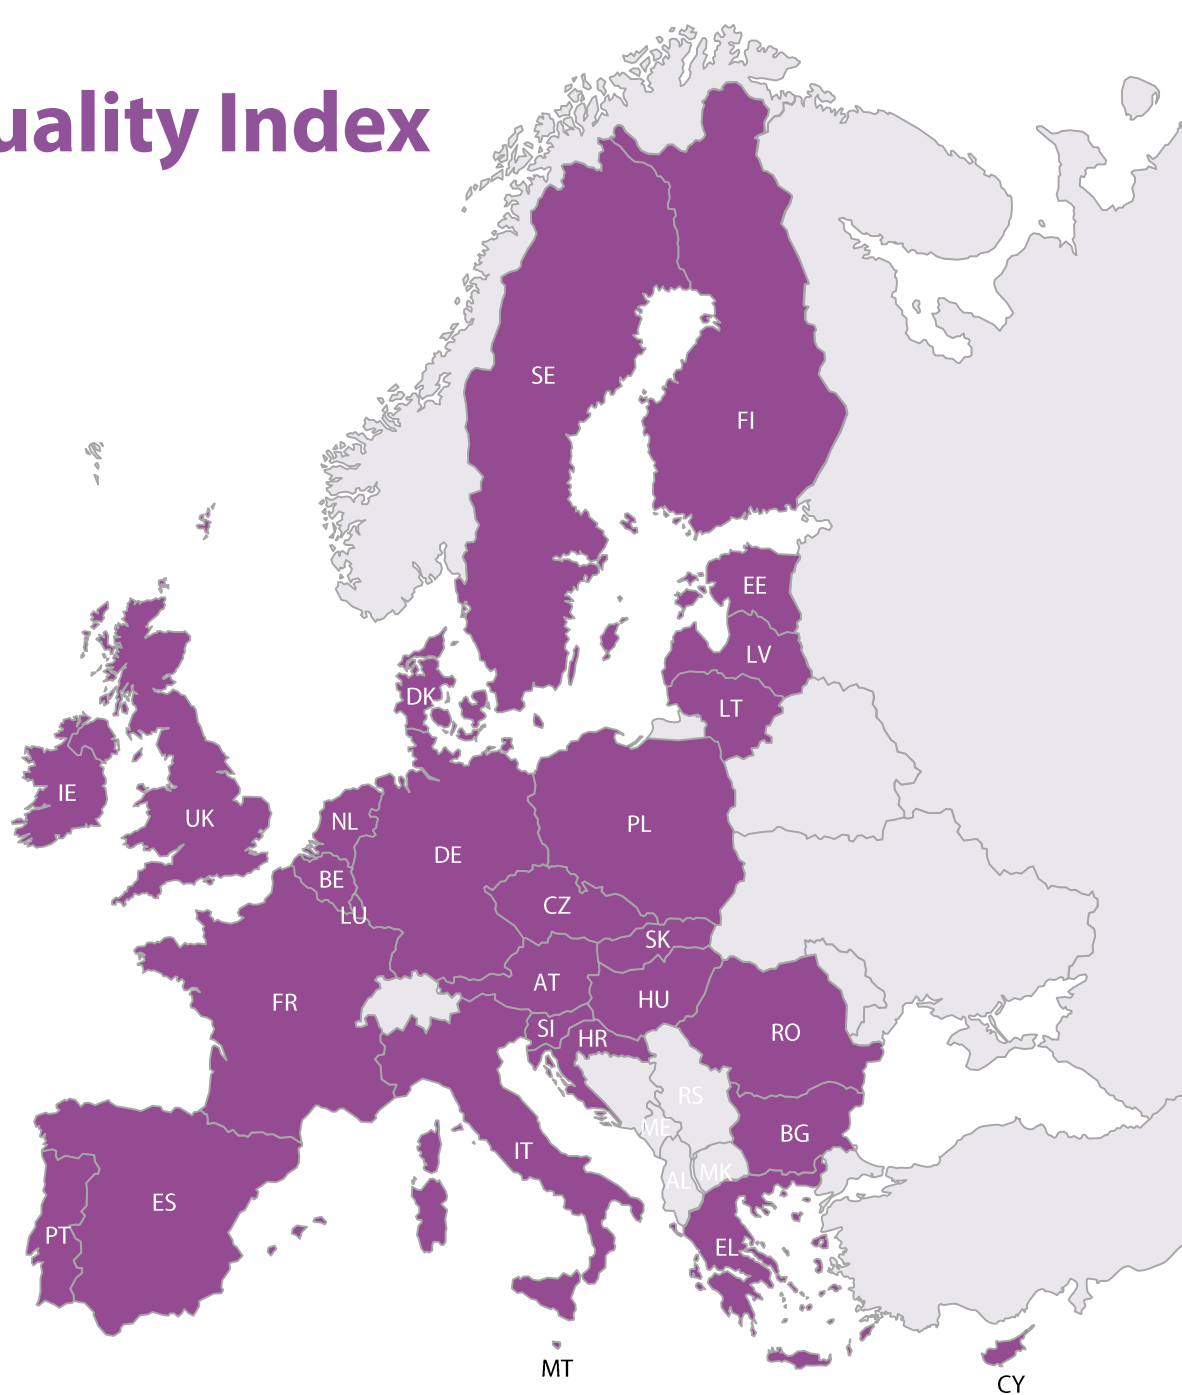 uality Index
SE
FI
EE
LV
LT
DK
IE
UK
NL
PL
DE
BE
LU
CZ
SK
AT
HU
FR
SI
HR
RO
RS
ME
BG
IT
MK
AL
ES
PT
EL
MT
CY